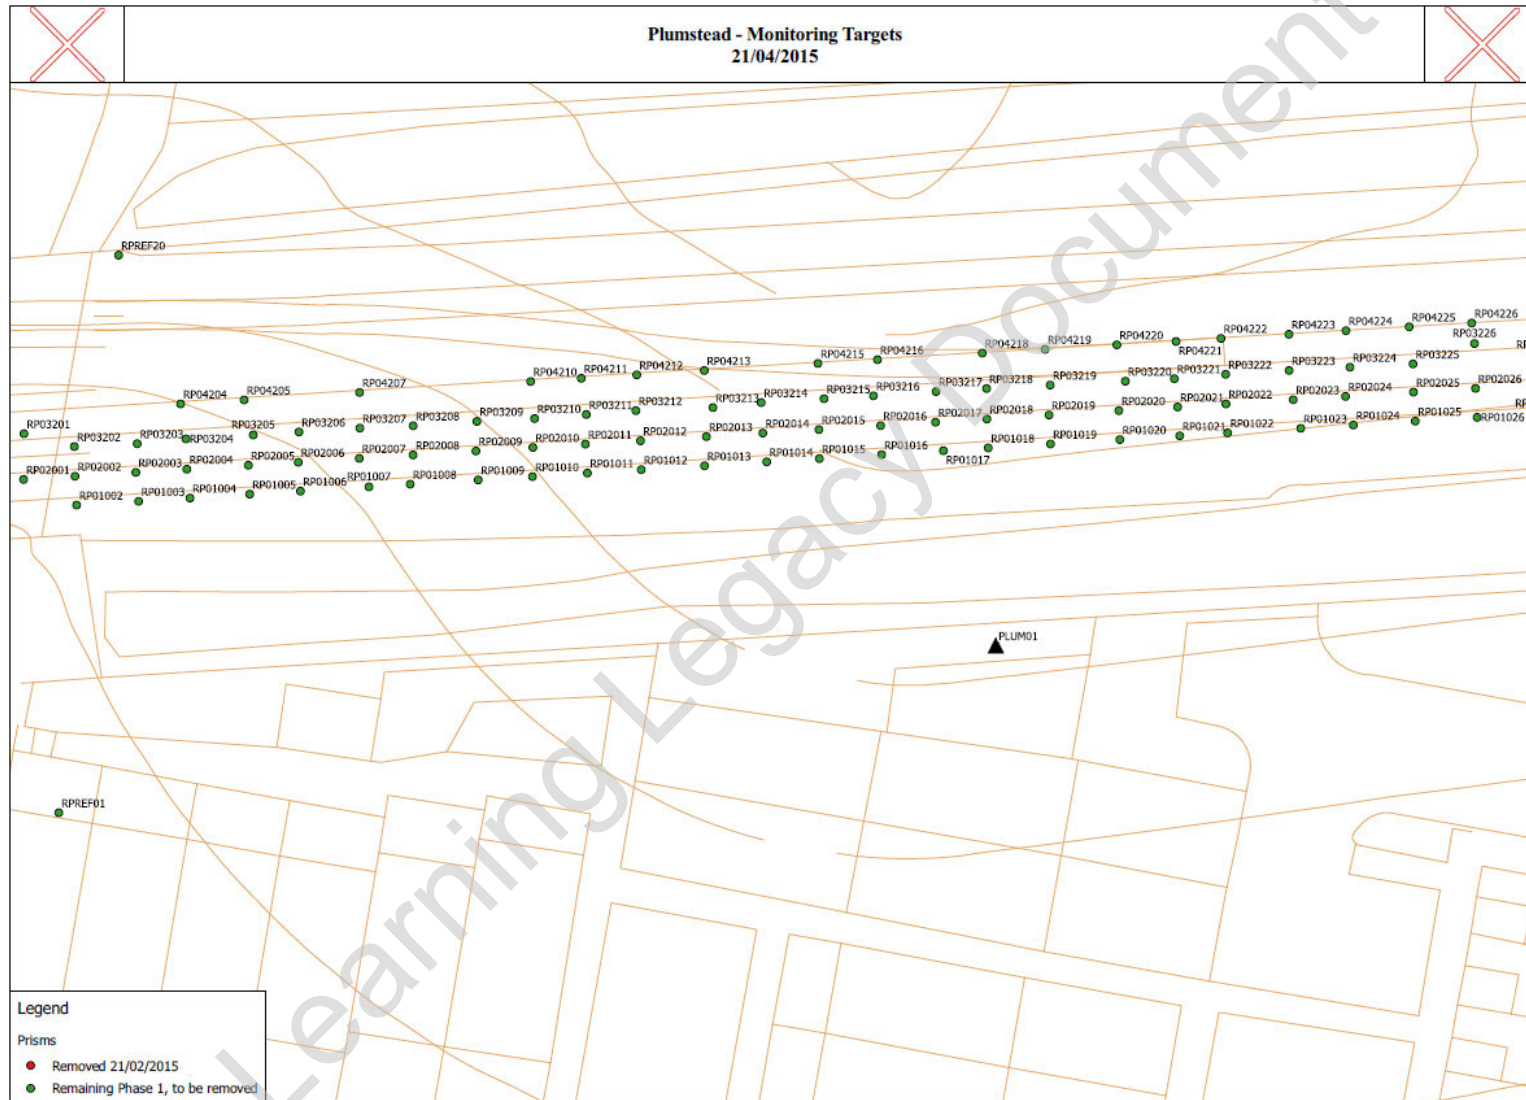 Plumstead - Monitoring Targets
21/04/2015
RPREF20
RP04226
RP04225
RP04224
RP04223
RP04222
RP04221
RP04220
RP04219
RP04218
RP04216
RP04215
RP04213
RP04212
RP04211
RP04210
RP04207
RP04205
RP04204
RP03226
RP03225
RP03224
RP03223
RP03222
RP03221
RP03220
RP03219
RP03218
RP03217
RP03216
RP03215
RP03214
RP03213
RP03212
RP03211
RP03210
RP03209
RP03208
RP03207
RP03206
RP03205
RP03204
RP03203
RP03202
RP03201
RP02026
RP02025
RP02024
RP02023
RP02022
RP02021
RP02020
RP02019
RP02018
RP02017
RP02016
RP02015
RP02014
RP02013
RP02012
RP02011
RP02010
RP02009
RP02008
RP02007
RP02006
RP02005
RP02004
RP02003
RP02002
RP02001
RP01026
RP01025
RP01024
RP01023
RP01022
RP01021
RP01020
RP01019
RP01018
RP01017
RP01016
RP01015
RP01014
RP01013
RP01012
RP01011
RP01010
RP01009
RP01008
RP01007
RP01006
RP01005
RP01004
RP01003
RP01002
RP
RP
PLUM01
RPREF01
Learning Legacy Document
Legend
Prisms
Removed 21/02/2015
Remaining Phase 1, to be removed